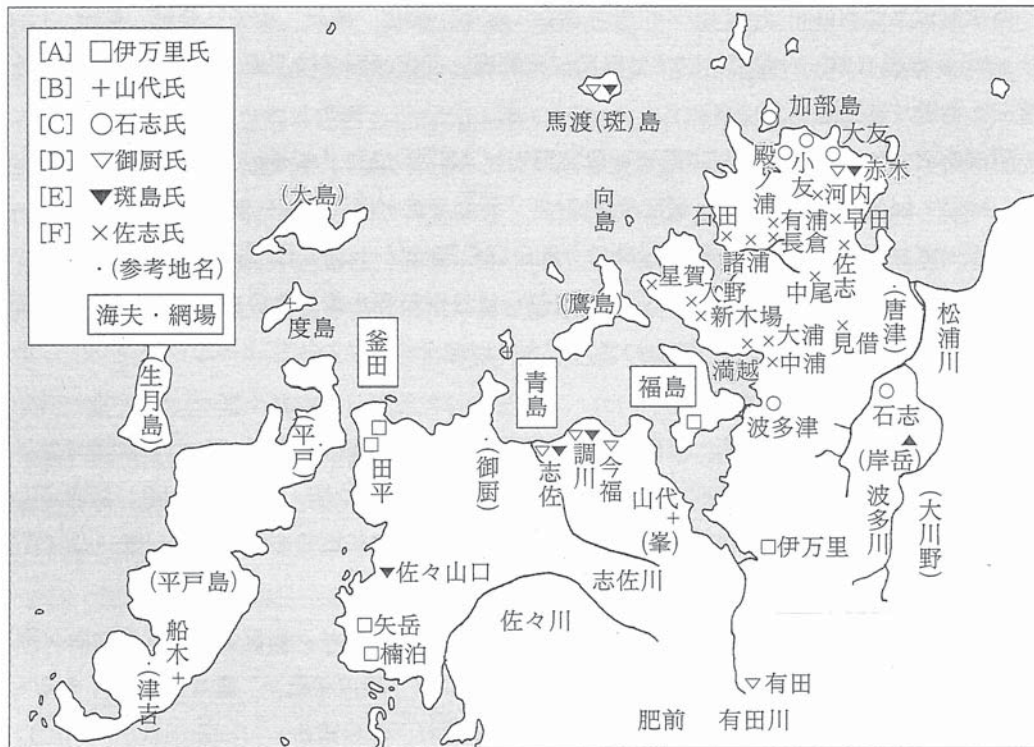 [A] □伊万里氏
[B] +山代氏
[C] ○石志氏
[D] ▽御厨氏
[E] ▼斑島氏
[F] ×佐志氏
・(参考地名)
海夫・網場
馬渡(斑)島
加部島
大友
赤木
殿ノ浦
小友
河内
早田
有浦
長倉
石田
諸浦
佐志
中尾
向島
(大島)
星賀
大野
新木場
(鷹島)
大浦
中浦
見借
(唐津)
松浦川
度島
釜田
青島
福島
満越
波多津
石志
(岸岳)
波多川
(大川野)
生月島)
(平戸)
田平
(御厨)
志佐
調川
今福
山代
(峯)
伊万里
志佐川
佐々山口
佐々川
(平戸島)
矢岳
楠泊
船木
(津吉)
有田
肥前
有田川